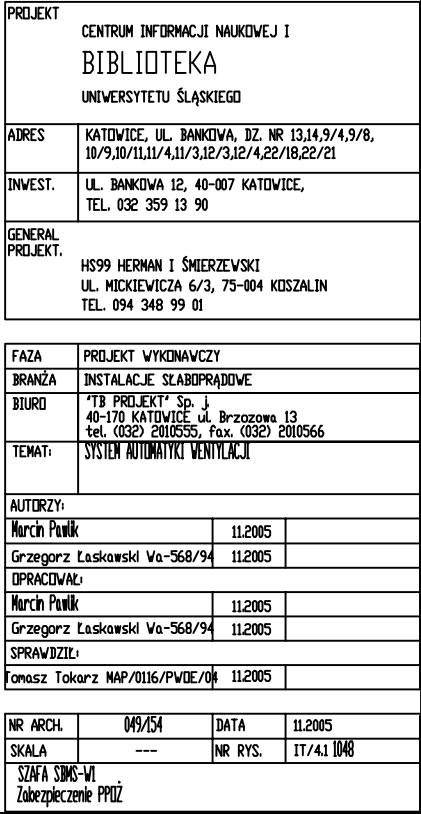 PROJEKT
CENTRUM INFORMACJI NAUKOWEJ I
BIBLIOTEKA
UNIWERSYTETU ŚLĄSKIEGO
ADRES
KATOWICE, UL. BANKOWA, DZ. NR 13,14,9/4,9/8,
10/9,10/11,11/4,11/3,12/3,12/4,22/18,22/21
INWEST.
UL. BANKOWA 12, 40-007 KATOWICE,
TEL. 032 359 13 90
GENERAL
PROJEKT.
HS99 HERMAN I ŚMIERZEWSKI
UL. MICKIEWICZA 6/3, 75-004 KOSZALIN
TEL. 094 348 99 01
FAZA PROJEKT WYKONAWCZY
BRANŻA INSTALACJE SŁABOPRĄDOWE
BIURO "TB PROJEKT" Sp. j.
40-170 KATOWICE ul. Brzozowa 13
tel. (032) 2010555, fax. (032) 2010566
TEMAT: SYSTEM AUTOMATYKI WENTYLACJI
AUTORZY:
Marcin Pawlik 11.2005
Grzegorz Łaskawski Wa-568/94 11.2005
OPRACOWAŁ:
Marcin Pawlik 11.2005
Grzegorz Łaskawski Wa-568/94 11.2005
SPRAWDZIŁ:
Tomasz Tokarz MAP/0116/PWOE/04 11.2005
NR ARCH. 049/154 DATA 11.2005
SKALA --- NR RYS. IT/4.1 1048
SZAFA SBMS-W1
Zabezpieczenie PPOŻ